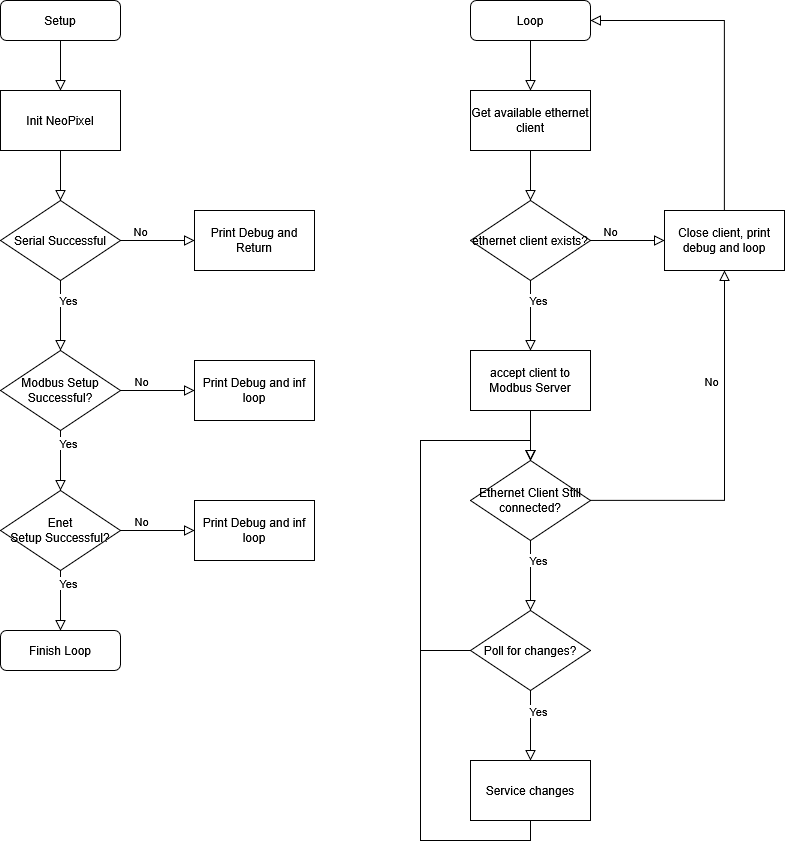 Setup
Init NeoPixel
Serial Successful
No
Print Debug and
Return
Yes
Modbus Setup
Successful?
No
Print Debug and inf
loop
Yes
Enet
Setup Successful?
No
Print Debug and inf
loop
Yes
Finish Loop
Loop
Get available ethernet
client
ethernet client exists?
No
Close client, print
debug and loop
Yes
accept client to
Modbus Server
No
Ethernet Client Still
connected?
Yes
Poll for changes?
Yes
Service changes